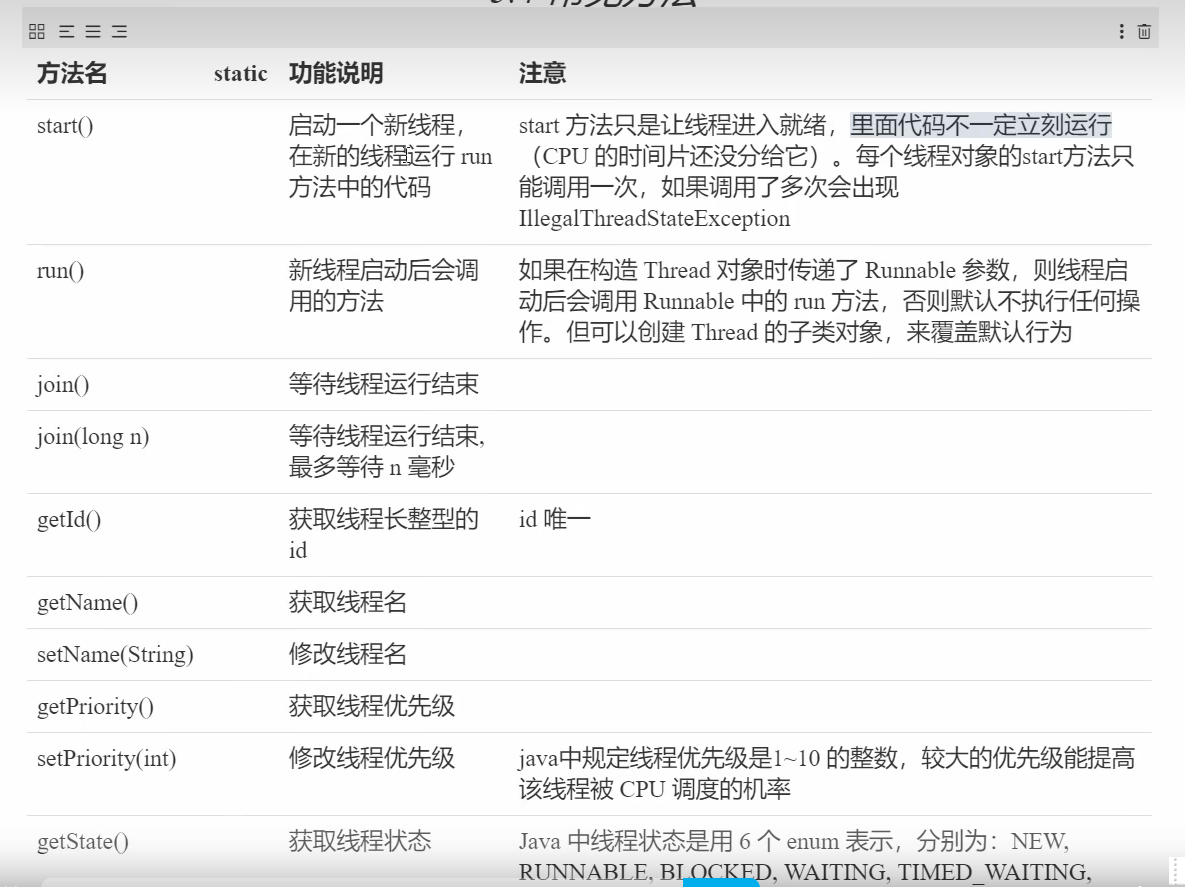 方法名 static 功能说明 注意
start() 启动一个新线程， start 方法只是让线程进入就绪，里面代码不一定立刻运行
在新的线程运行 run （CPU 的时间片还没分给它）。每个线程对象的start方法只
方法中的代码 能调用一次，如果调用了多次会出现
IllegalThreadStateException
run() 新线程启动后会调 如果在构造 Thread 对象时传递了 Runnable 参数，则线程启
用的方法 动后会调用 Runnable 中的 run 方法，否则默认不执行任何操
作。但可以创建 Thread 的子类对象，来覆盖默认行为
join() 等待线程运行结束
join(long n) 等待线程运行结束,
最多等待 n 毫秒
getId() 获取线程长整型的 id 唯一
id
getName() 获取线程名
setName(String) 修改线程名
getPriority() 获取线程优先级
setPriority(int) 修改线程优先级 java中规定线程优先级是1~10 的整数，较大的优先级能提高
该线程被 CPU 调度的机率
getState() 获取线程状态 Java 中线程状态是用 6 个 enum 表示，分别为：NEW,
RUNNABLE, BLOCKED, WAITING, TIMED_WAITING,